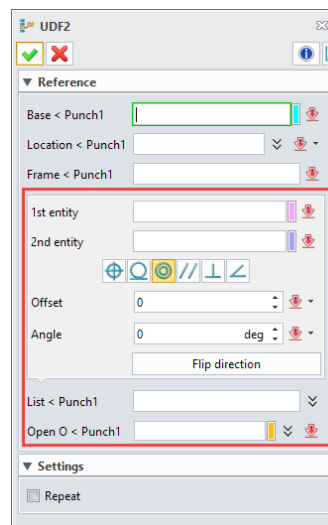 UDF2
Reference
Base < Punch1
Location < Punch1
Frame < Punch1
1st entity
2nd entity
Offset 0
Angle 0 deg
Flip direction
List < Punch1
Open O < Punch1
Settings
Repeat